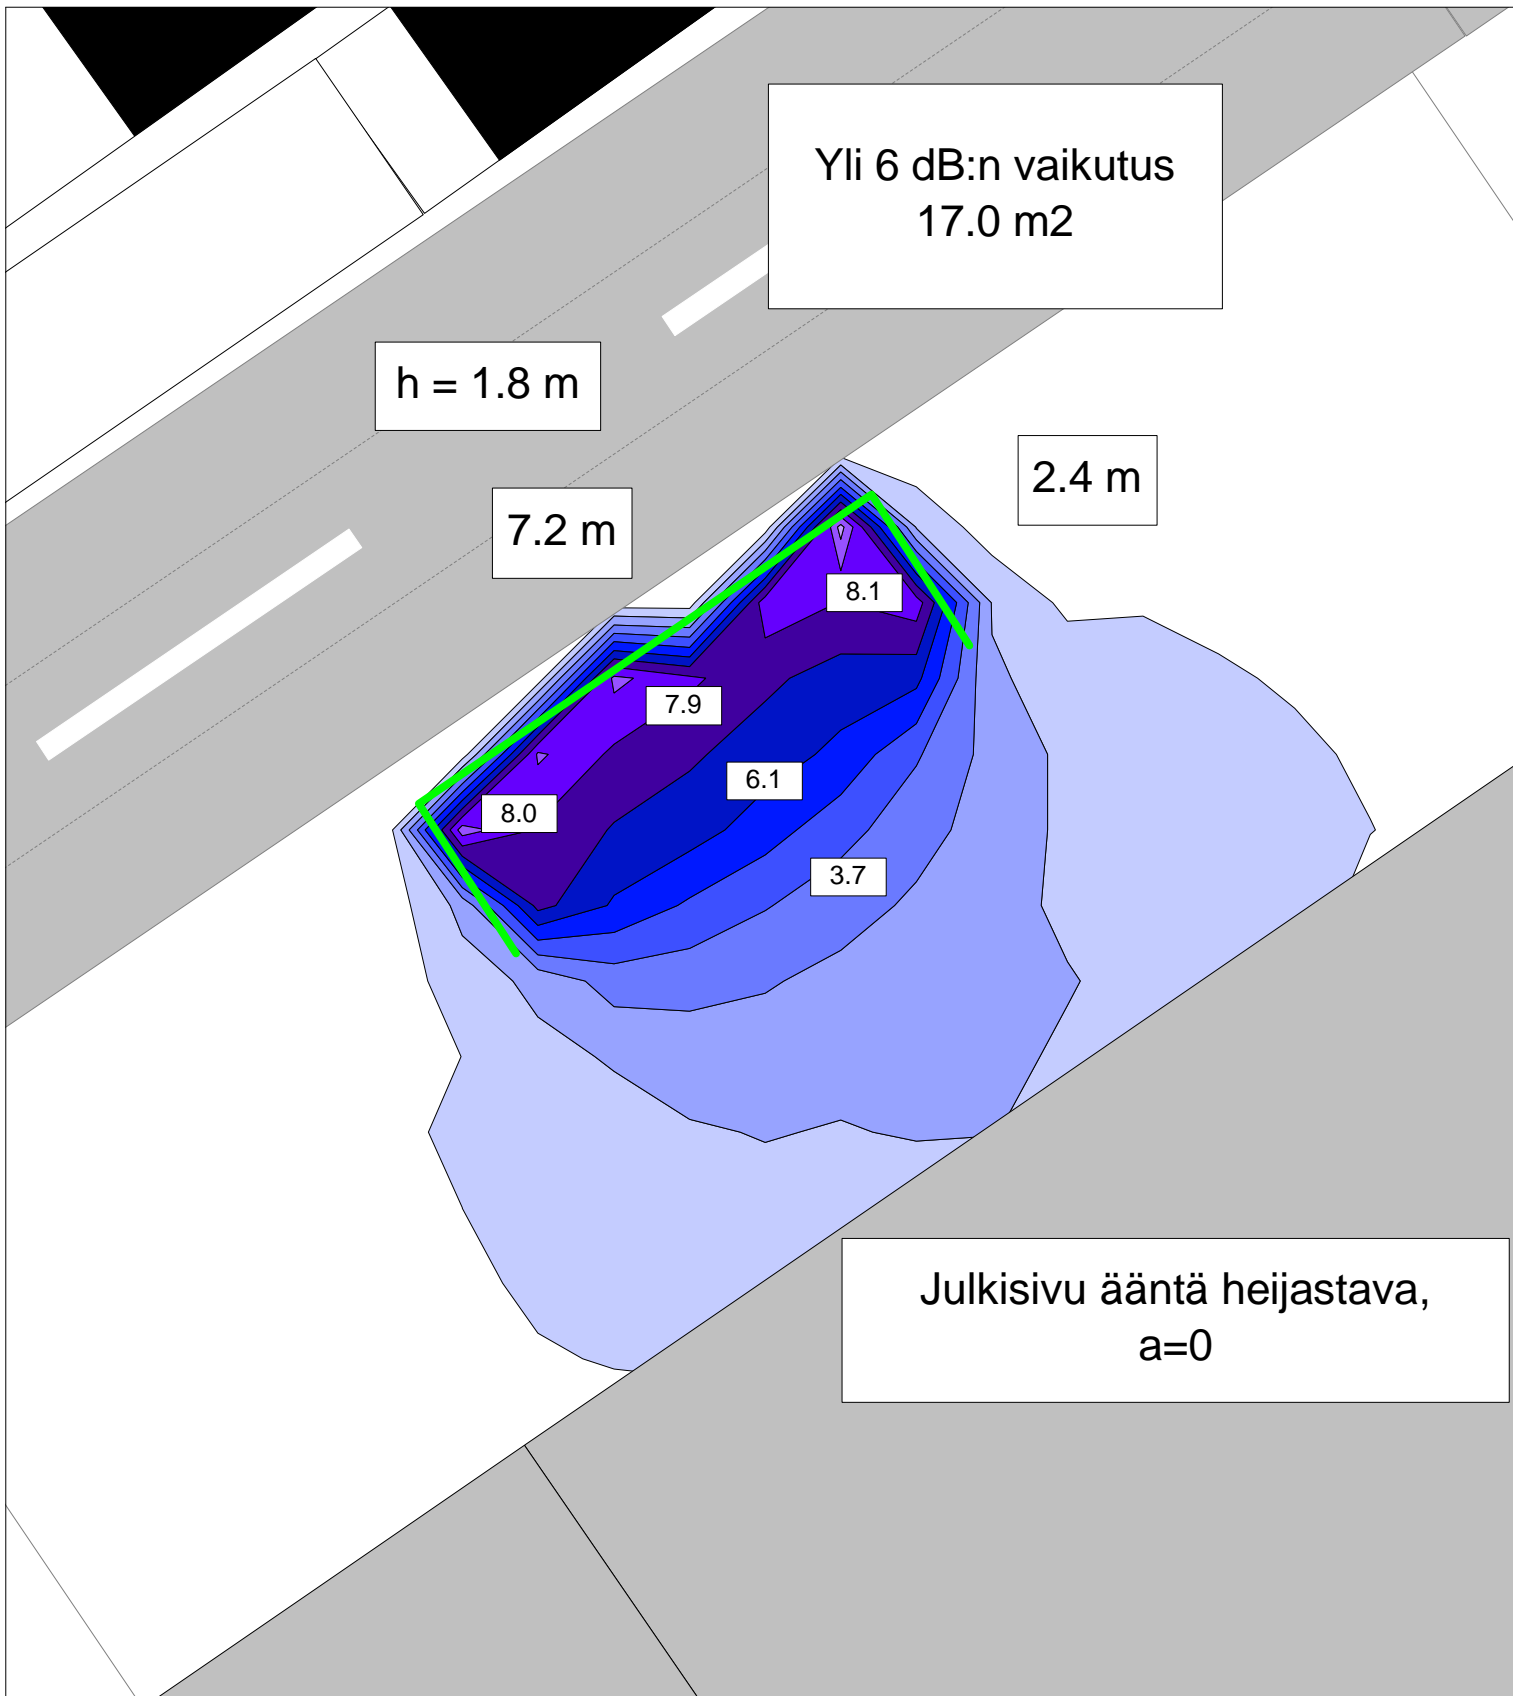 Yli 6 dB:n vaikutus
17.0 m2
h = 1.8 m
2.4 m
7.2 m
8.1
7.9
6.1
8.0
3.7
Julkisivu ääntä heijastava,
a=0